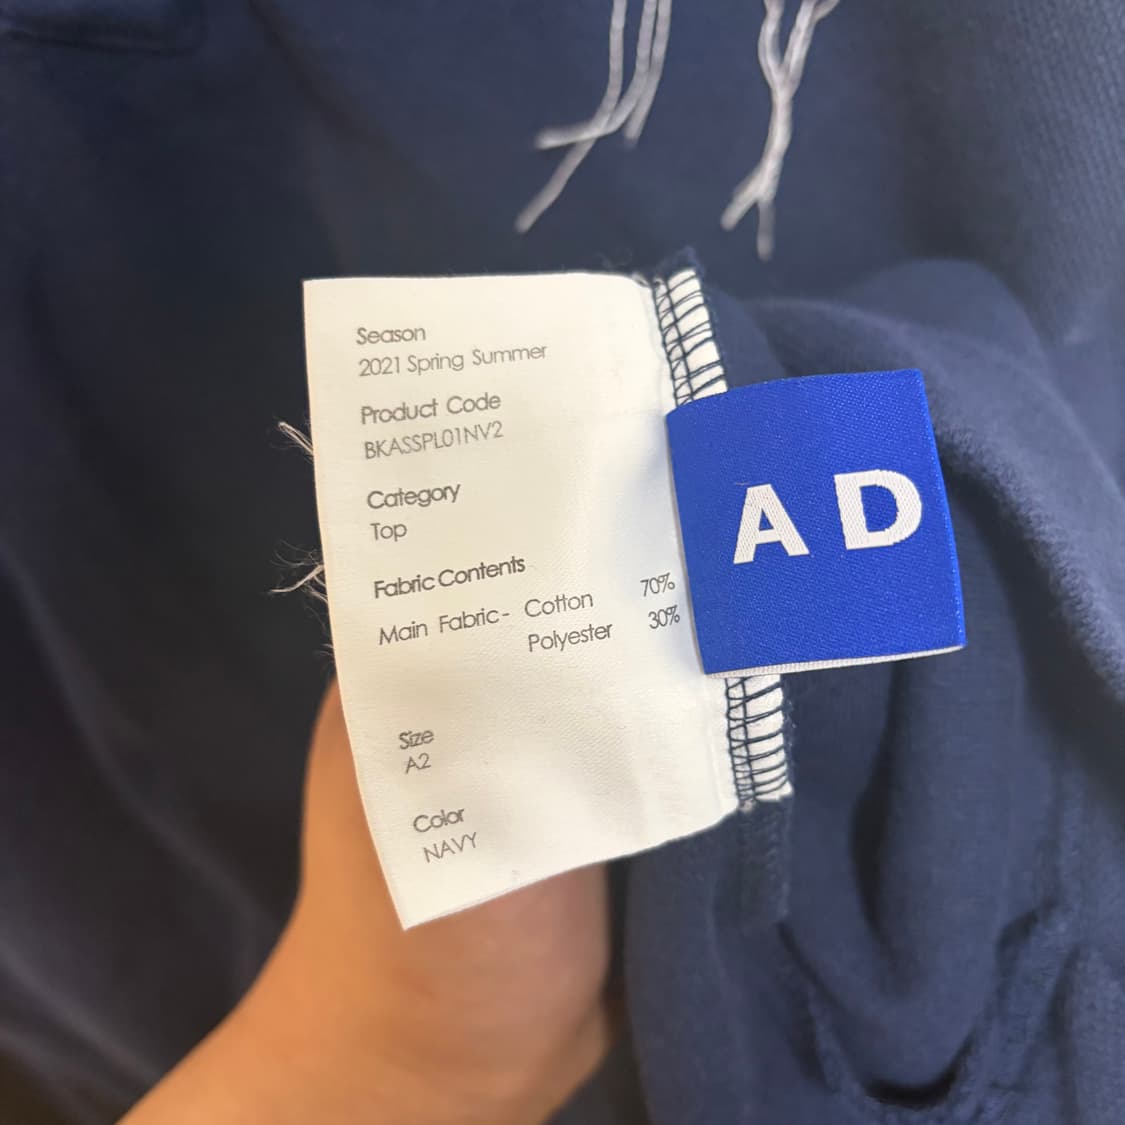 Season
2021 Spring Summer
Product Code
BKASSPL01NV2
Category
Top
Fabric Contents
Main Fabric- Cotton 70%
Polyester 30%
Size
A2
Color
NAVY
A D